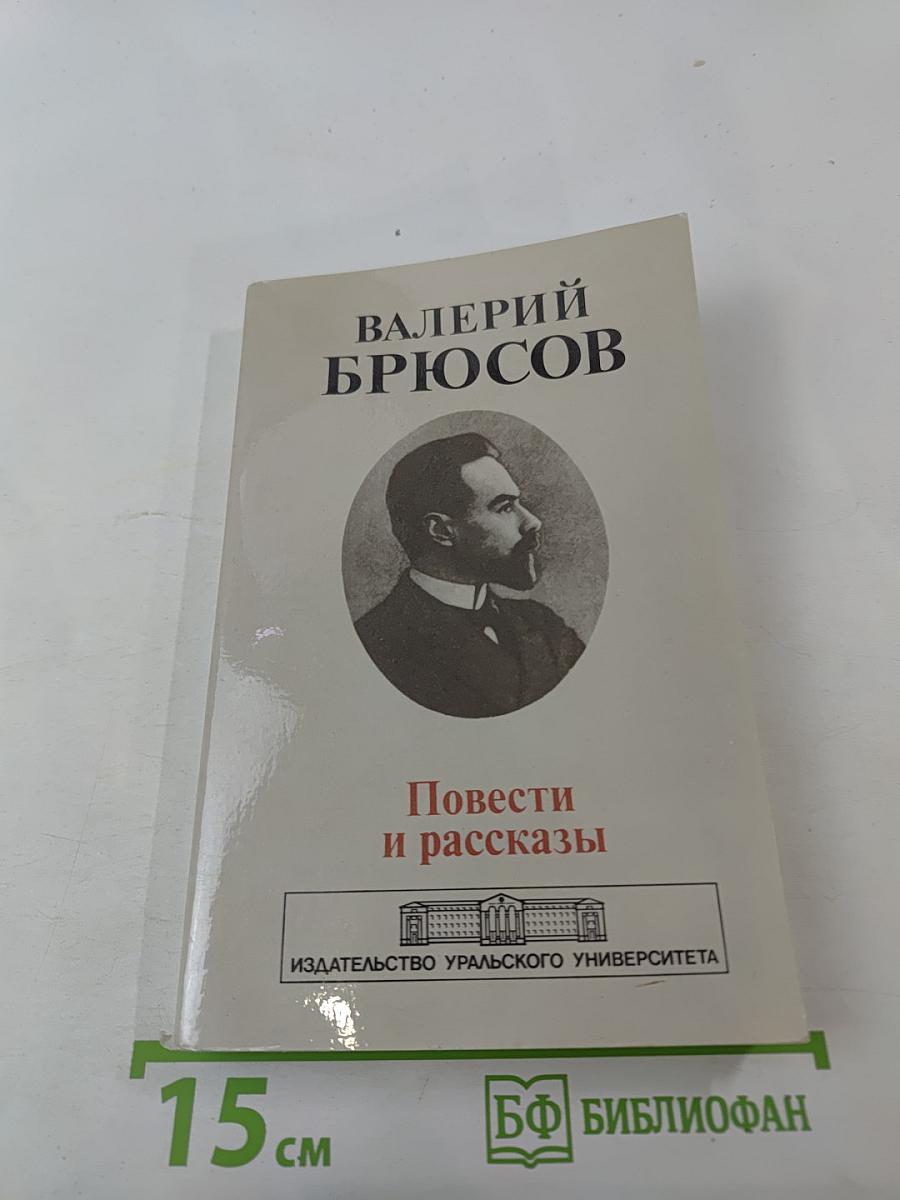 ВАЛЕРИЙ
БРЮСОВ
Повести
и рассказы
ИЗДАТЕЛЬСТВО УРАЛЬСКОГО УНИВЕРСИТЕТА
15 см
БФ БИБЛИОФАН